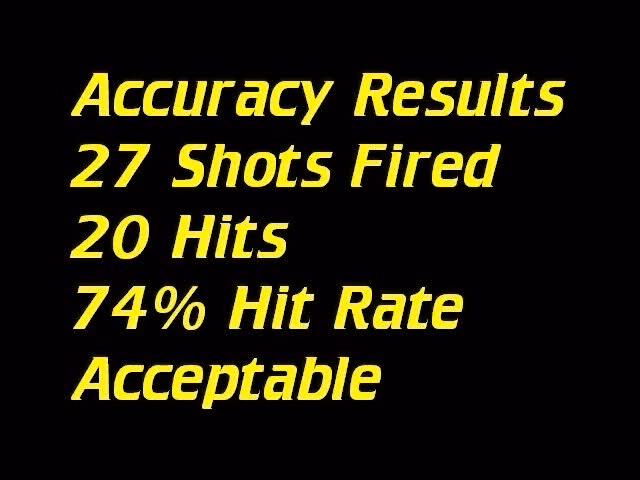 Accuracy Results
27 Shots Fired
20 Hits
74% Hit Rate
Acceptable